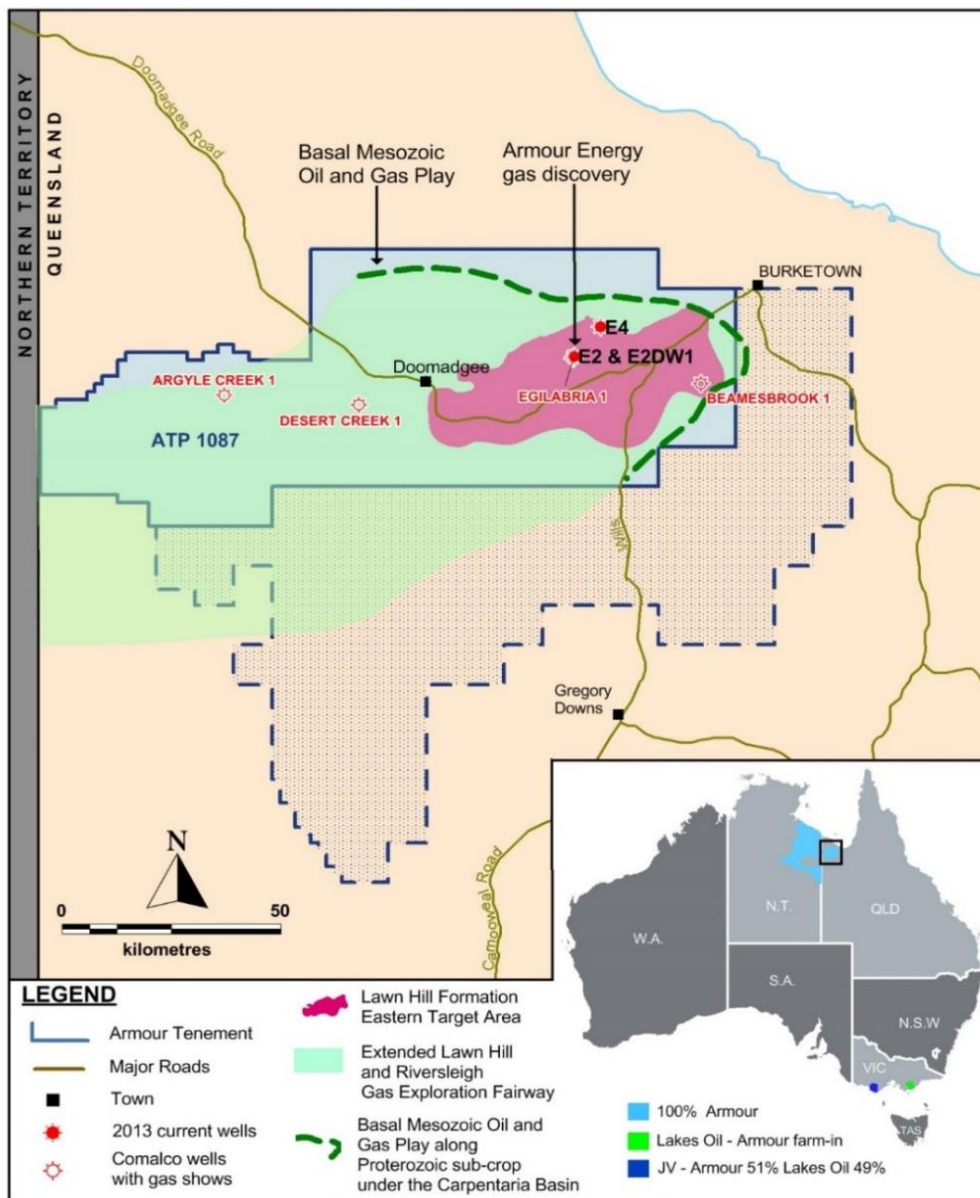 NORTHERN TERRITORY
QUEENSLAND
Doomadgee Road
Basal Mesozoic
Oil and Gas Play
Armour Energy
gas discovery
BURKETOWN
E4
E2 & E2DW1
Doomadgee
ARGYLE CREEK 1
DESERT CREEK 1
EGILABRIA 1
BEAMESBROOK 1
ATP 1087
Wills
Gregory
Downs
Camooweal Road
N
0 50
kilometres
W.A.
N.T.
QLD
S.A.
N.S.W
VIC
TAS
LEGEND
Armour Tenement
Major Roads
Town
2013 current wells
Comalco wells
with gas shows
Lawn Hill Formation
Eastern Target Area
Extended Lawn Hill
and Riversleigh
Gas Exploration Fairway
Basal Mesozoic Oil and
Gas Play along
Proterozoic sub-crop
under the Carpentaria Basin
100% Armour
Lakes Oil - Armour farm-in
JV - Armour 51% Lakes Oil 49%